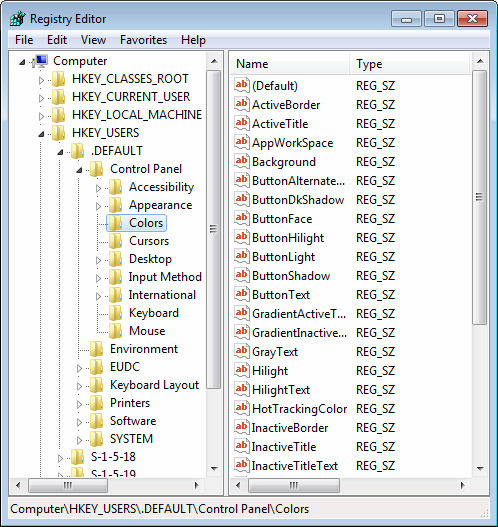 Registry Editor
File Edit View Favorites Help
Computer
HKEY_CLASSES_ROOT
HKEY_CURRENT_USER
HKEY_LOCAL_MACHINE
HKEY_USERS
.DEFAULT
Control Panel
Accessibility
Appearance
Colors
Cursors
Desktop
Input Method
International
Keyboard
Mouse
Environment
EUDC
Keyboard Layout
Printers
Software
SYSTEM
S-1-5-18
S-1-5-19
Name Type
(Default) REG_SZ
ActiveBorder REG_SZ
ActiveTitle REG_SZ
AppWorkSpace REG_SZ
Background REG_SZ
ButtonAlternate... REG_SZ
ButtonDkShadow REG_SZ
ButtonFace REG_SZ
ButtonHilight REG_SZ
ButtonLight REG_SZ
ButtonShadow REG_SZ
ButtonText REG_SZ
GradientActiveT... REG_SZ
GradientInactive... REG_SZ
GrayText REG_SZ
Hilight REG_SZ
HilightText REG_SZ
HotTrackingColor REG_SZ
InactiveBorder REG_SZ
InactiveTitle REG_SZ
InactiveTitleText REG_SZ
Computer\HKEY_USERS\.DEFAULT\Control Panel\Colors